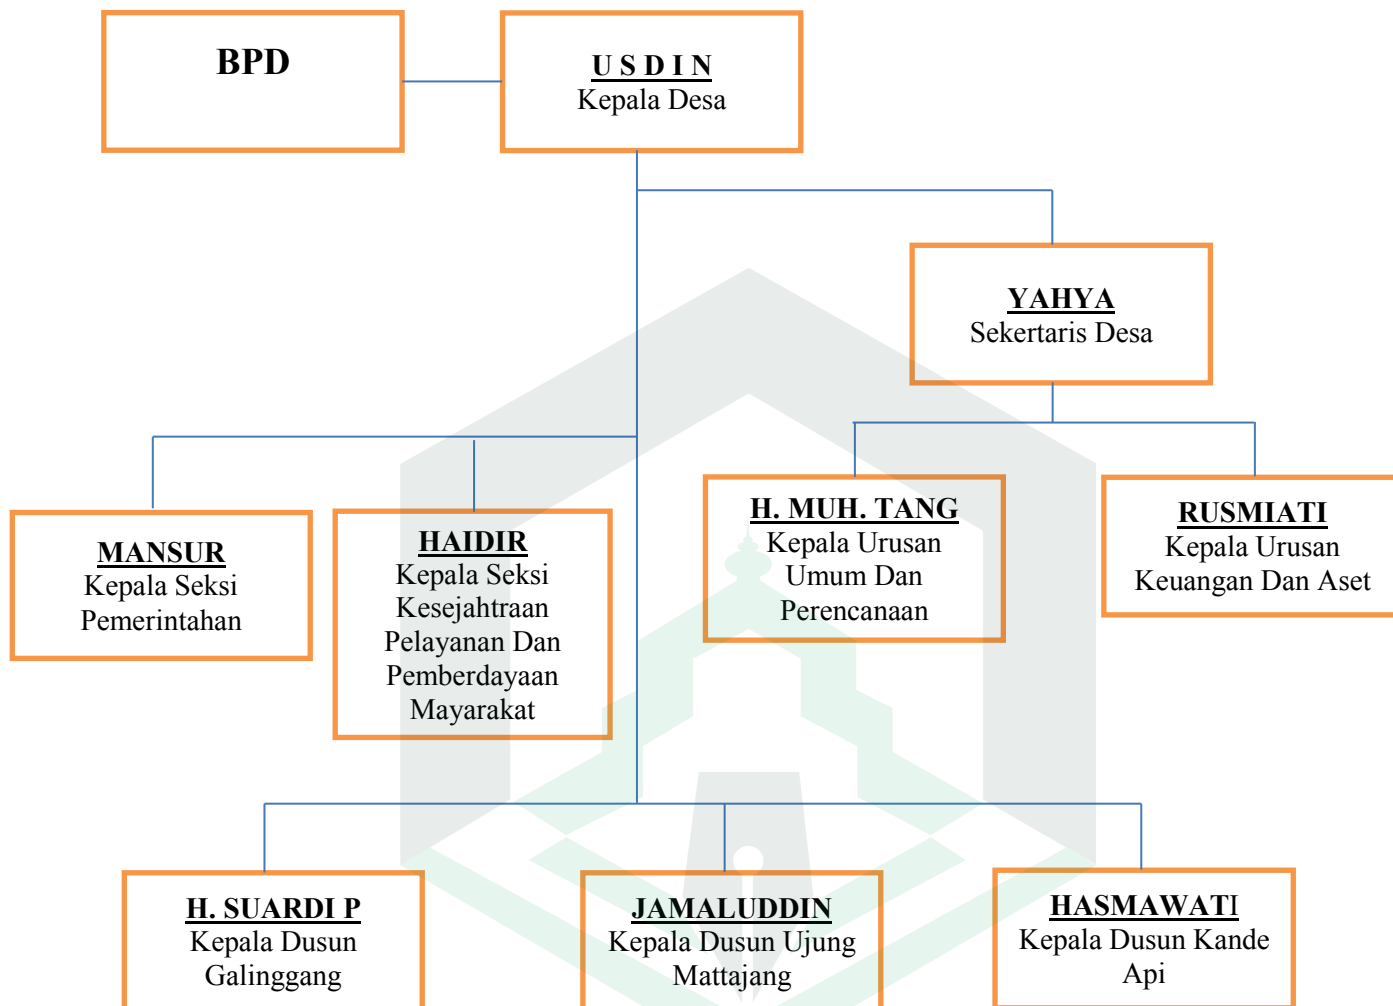 BPD
U S D I N
Kepala Desa
YAHYA
Sekertaris Desa
MANSUR
Kepala Seksi
Pemerintahan
HAIDIR
Kepala Seksi
Kesejahtraan
Pelayanan Dan
Pemberdayaan
Mayarakat
H. MUH. TANG
Kepala Urusan
Umum Dan
Perencanaan
RUSMIATI
Kepala Urusan
Keuangan Dan Aset
H. SUARDI P
Kepala Dusun
Galinggang
JAMALUDDIN
Kepala Dusun Ujung
Mattajang
HASMAWATI
Kepala Dusun Kande
Api